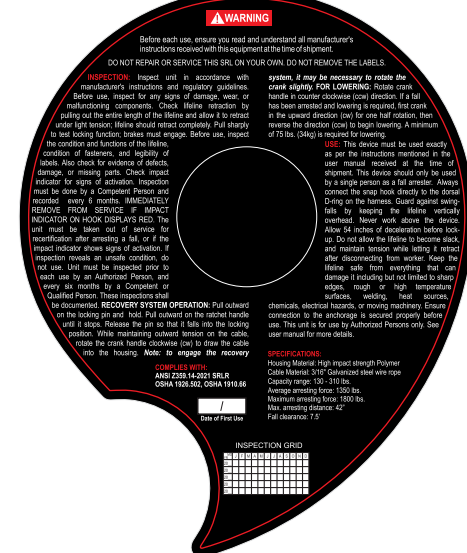 WARNING
Before each use, ensure you read and understand all manufacturer's
instructions received with this equipment at the time of shipment.
DO NOT REPAIR OR SERVICE THIS SRL ON YOUR OWN. DO NOT REMOVE THE LABELS.
INSPECTION: Inspect unit in accordance with
manufacturer's instructions and regulatory guidelines.
Before use, inspect for any signs of damage, wear, or
malfunctioning components. Check lifeline retraction by
pulling out the entire length of the lifeline and allow it to retract
under light tension; lifeline should retract completely. Pull sharply
to test locking function; brakes must engage. Before use, inspect
the condition and functions of the lifeline,
condition of fasteners, and legibility of
labels. Also check for evidence of defects,
damage, or missing parts. Check impact
indicator for signs of activation. Inspection
must be done by a Competent Person and
recorded every 6 months. IMMEDIATELY
REMOVE FROM SERVICE IF IMPACT
INDICATOR ON HOOK DISPLAYS RED. The
unit must be taken out of service for
recertification after arresting a fall, or if the
impact indicator shows signs of activation. If
inspection reveals an unsafe condition, do
not use. Unit must be inspected prior to
each use by an Authorized Person, and
every six months by a Competent or
Qualified Person. These inspections shall
be documented. RECOVERY SYSTEM OPERATION: Pull outward
on the locking pin and hold. Pull outward on the ratchet handle
until it stops. Release the pin so that it falls into the locking
position. While maintaining outward tension on the cable,
rotate the crank handle clockwise (cw) to draw the cable
into the housing. Note: to engage the recovery
system, it may be necessary to rotate the
crank slightly. FOR LOWERING: Rotate crank
handle in counter clockwise (ccw) direction. If a fall
has been arrested and lowering is required, first crank
in the upward direction (cw) for one half rotation, then
reverse the direction (ccw) to begin lowering. A minimum
of 75 lbs. (34kg) is required for lowering.
USE: This device must be used exactly
as per the instructions mentioned in the
user manual received at the time of
shipment. This device should only be used
by a single person as a fall arrester. Always
connect the snap hook directly to the dorsal
D-ring on the harness. Guard against swing-
falls by keeping the lifeline vertically
overhead. Never work above the device.
Allow 54 inches of deceleration before lock-
up. Do not allow the lifeline to become slack,
and maintain tension while letting it retract
after disconnecting from worker. Keep the
lifeline safe from everything that can
damage it including but not limited to sharp
edges, rough or high temperature
surfaces, welding, heat sources,
chemicals, electrical hazards, or moving machinery. Ensure
connection to the anchorage is secured properly before
use. This unit is for use by Authorized Persons only. See
user manual for more details.
COMPLIES WITH:
ANSI Z359.14-2021 SRLR
OSHA 1926.502, OSHA 1910.66
/
Date of First Use
SPECIFICATIONS:
Housing Material: High impact strength Polymer
Cable Material: 3/16" Galvanized steel wire rope
Capacity range: 130 - 310 lbs.
Average arresting force: 1350 lbs.
Maximum arresting force: 1800 lbs.
Max. arresting distance: 42"
Fall clearance: 7.5'
INSPECTION GRID
J F M A M J J A S O N D